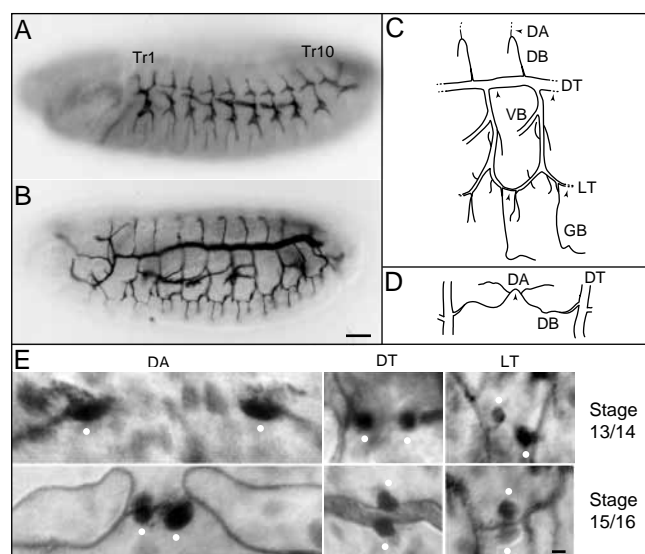 A
Tr1
Tr10
B
C
DA
DB
DT
VB
LT
GB
D
DA
DT
DB
E
DA
DT
LT
Stage
13/14
Stage
15/16